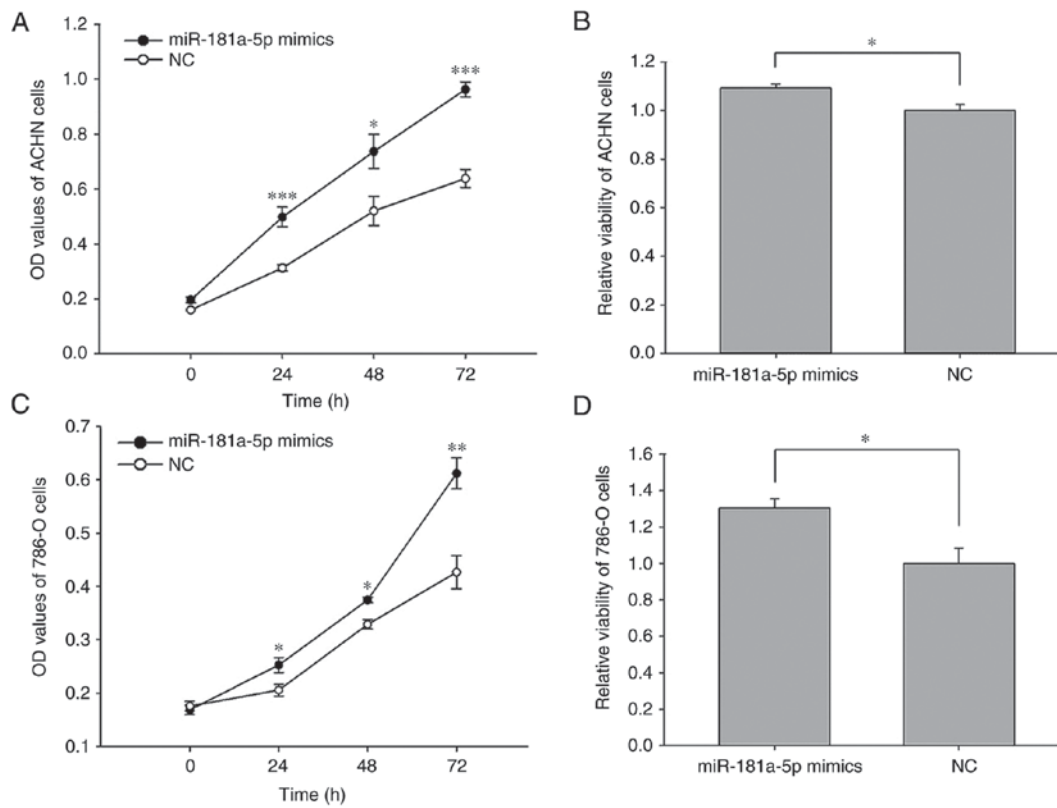 A
miR-181a-5p mimics
NC
OD values of ACHN cells
1.2
1.0
0.8
0.6
0.4
0.2
0.0
***
*
***
0 24 48 72
Time (h)
B
Relative viability of ACHN cells
1.2
1.0
0.8
0.6
0.4
0.2
0.0
*
miR-181a-5p mimics NC
C
miR-181a-5p mimics
NC
OD values of 786-O cells
0.7
0.6
0.5
0.4
0.3
0.2
0.1
*
*
**
0 24 48 72
Time (h)
D
Relative viability of 786-O cells
1.6
1.4
1.2
1.0
0.8
0.6
0.4
0.2
0.0
*
miR-181a-5p mimics NC